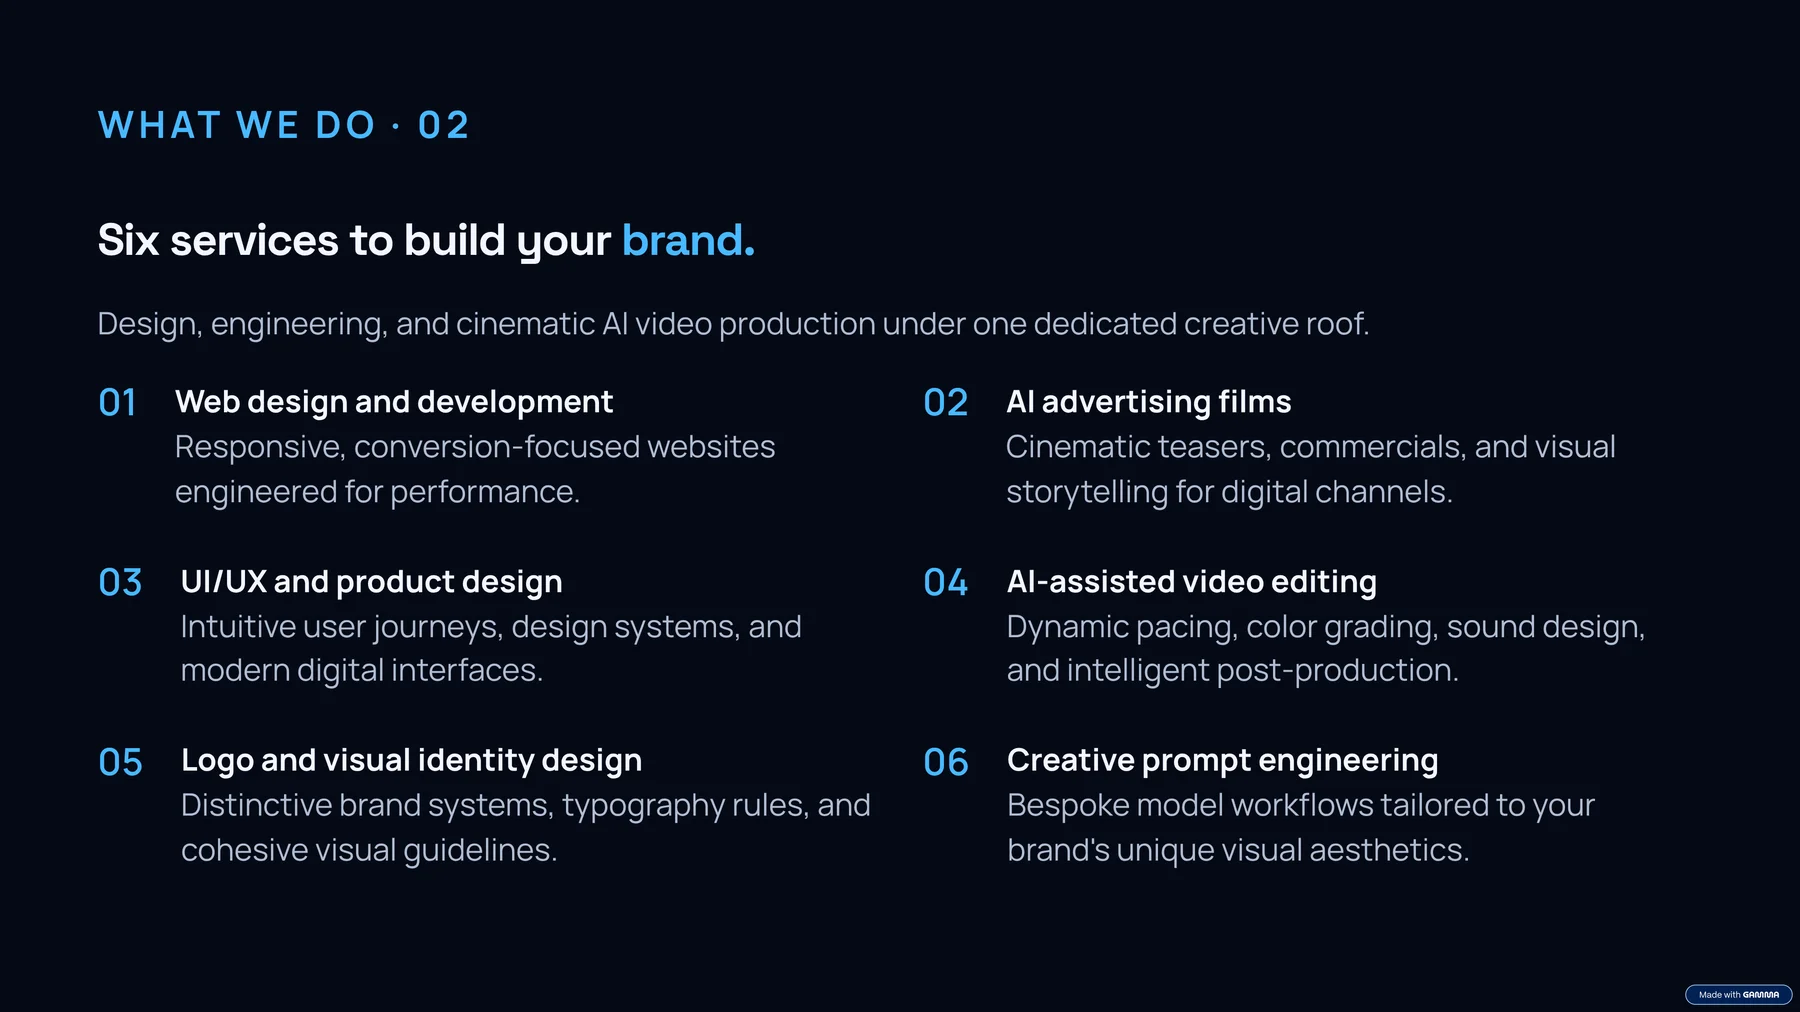 WHAT WE DO · 02
Six services to build your brand.
Design, engineering, and cinematic AI video production under one dedicated creative roof.
01
Web design and development
Responsive, conversion-focused websites
engineered for performance.
02
AI advertising films
Cinematic teasers, commercials, and visual
storytelling for digital channels.
03
UI/UX and product design
Intuitive user journeys, design systems, and
modern digital interfaces.
04
AI-assisted video editing
Dynamic pacing, color grading, sound design,
and intelligent post-production.
05
Logo and visual identity design
Distinctive brand systems, typography rules, and
cohesive visual guidelines.
06
Creative prompt engineering
Bespoke model workflows tailored to your
brand's unique visual aesthetics.
Made with GAMMA